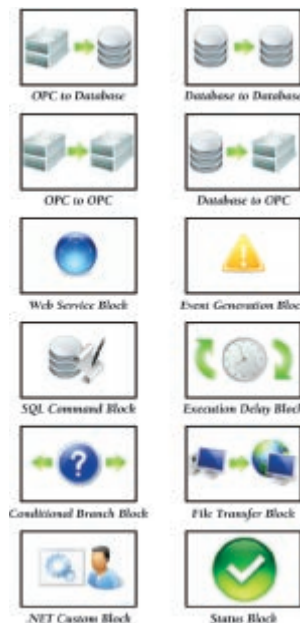 OPC to Database
Database to Database
OPC to OPC
Database to OPC
Web Service Block
Event Generation Block
SQL Command Block
Execution Delay Block
Conditional Branch Block
File Transfer Block
.NET Custom Block
Status Block